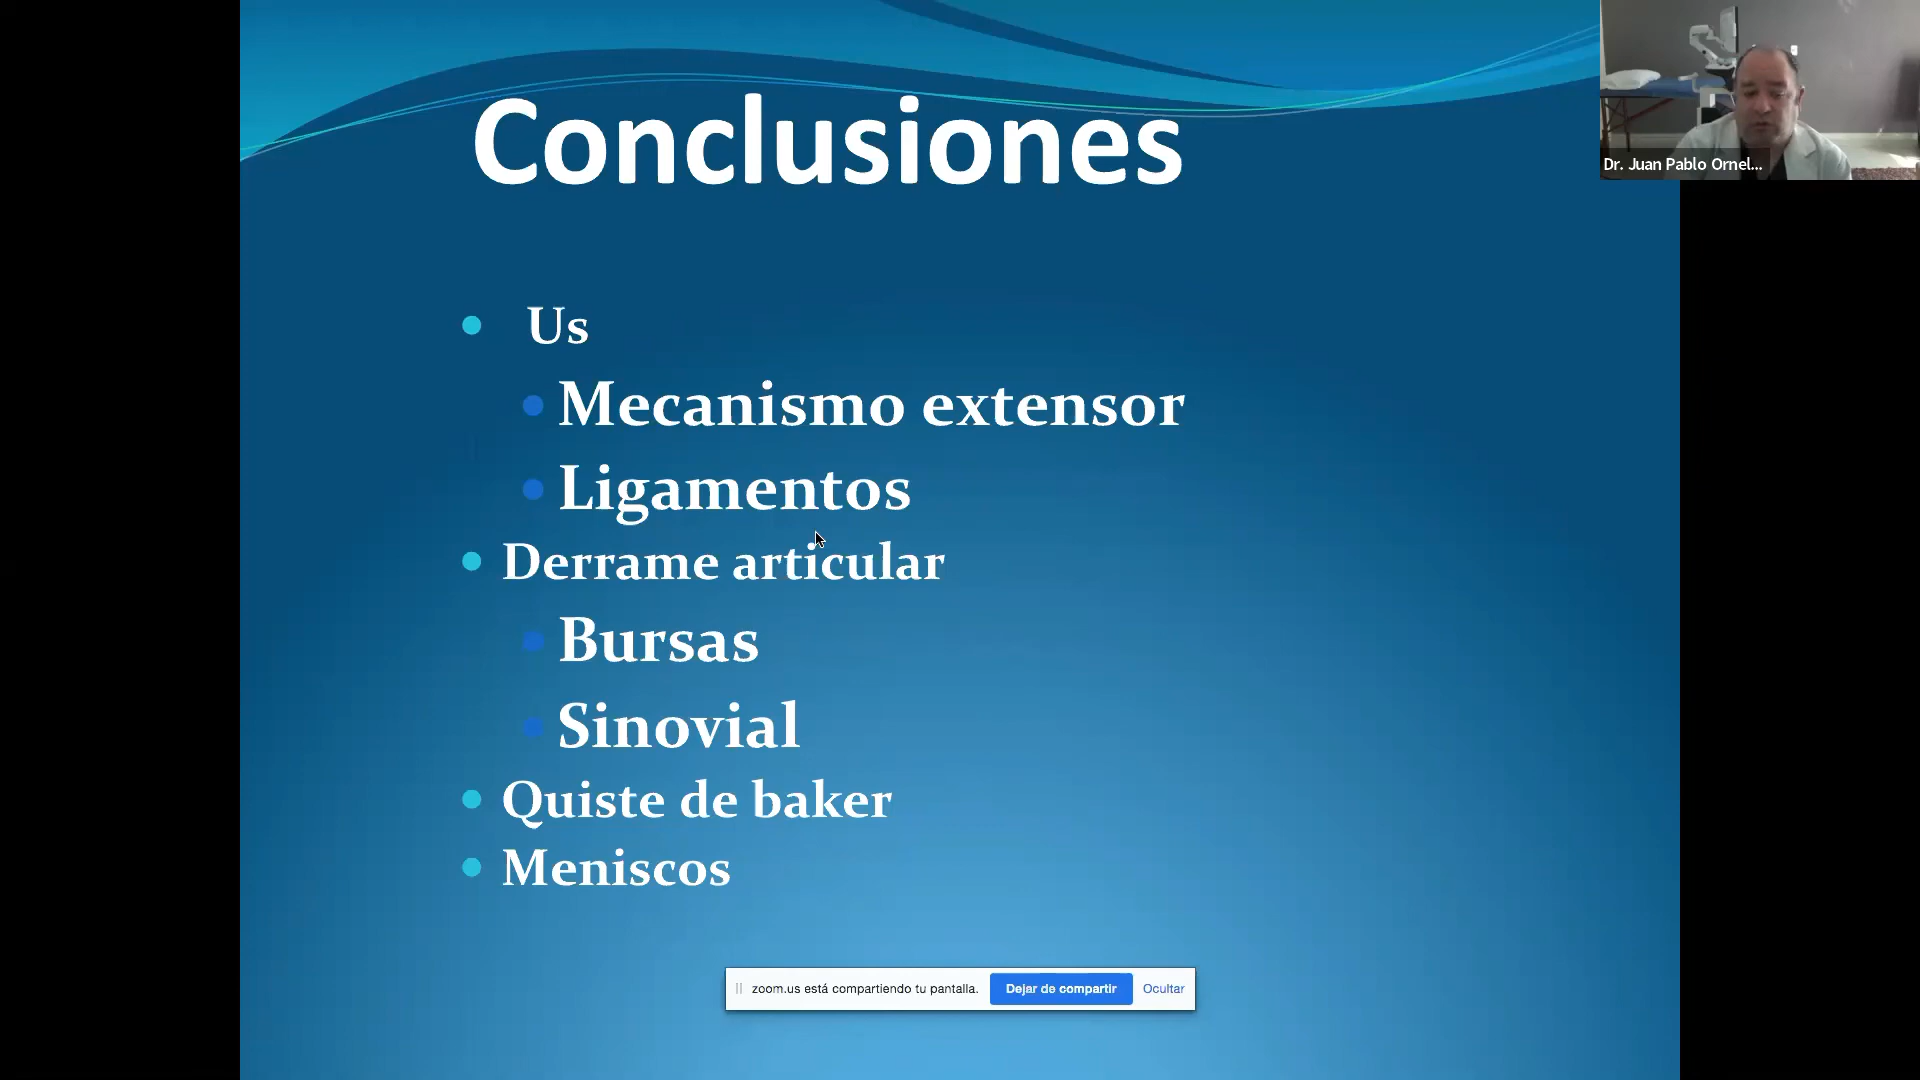 Conclusiones
Dr. Juan Pablo Ornel...
Us
Mecanismo extensor
Ligamentos
Derrame articular
Bursas
Sinovial
Quiste de baker
Meniscos
zoom.us está compartiendo tu pantalla. Dejar de compartir Ocultar